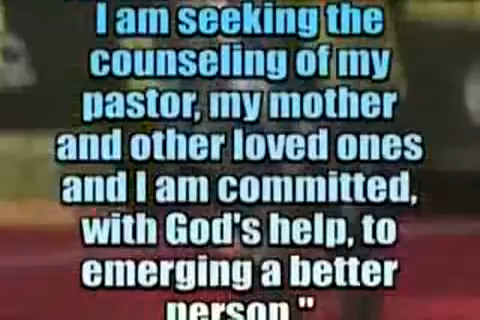 I am seeking the
counseling of my
pastor, my mother
and other loved ones
and I am committed,
with God's help, to
emerging a better
person."